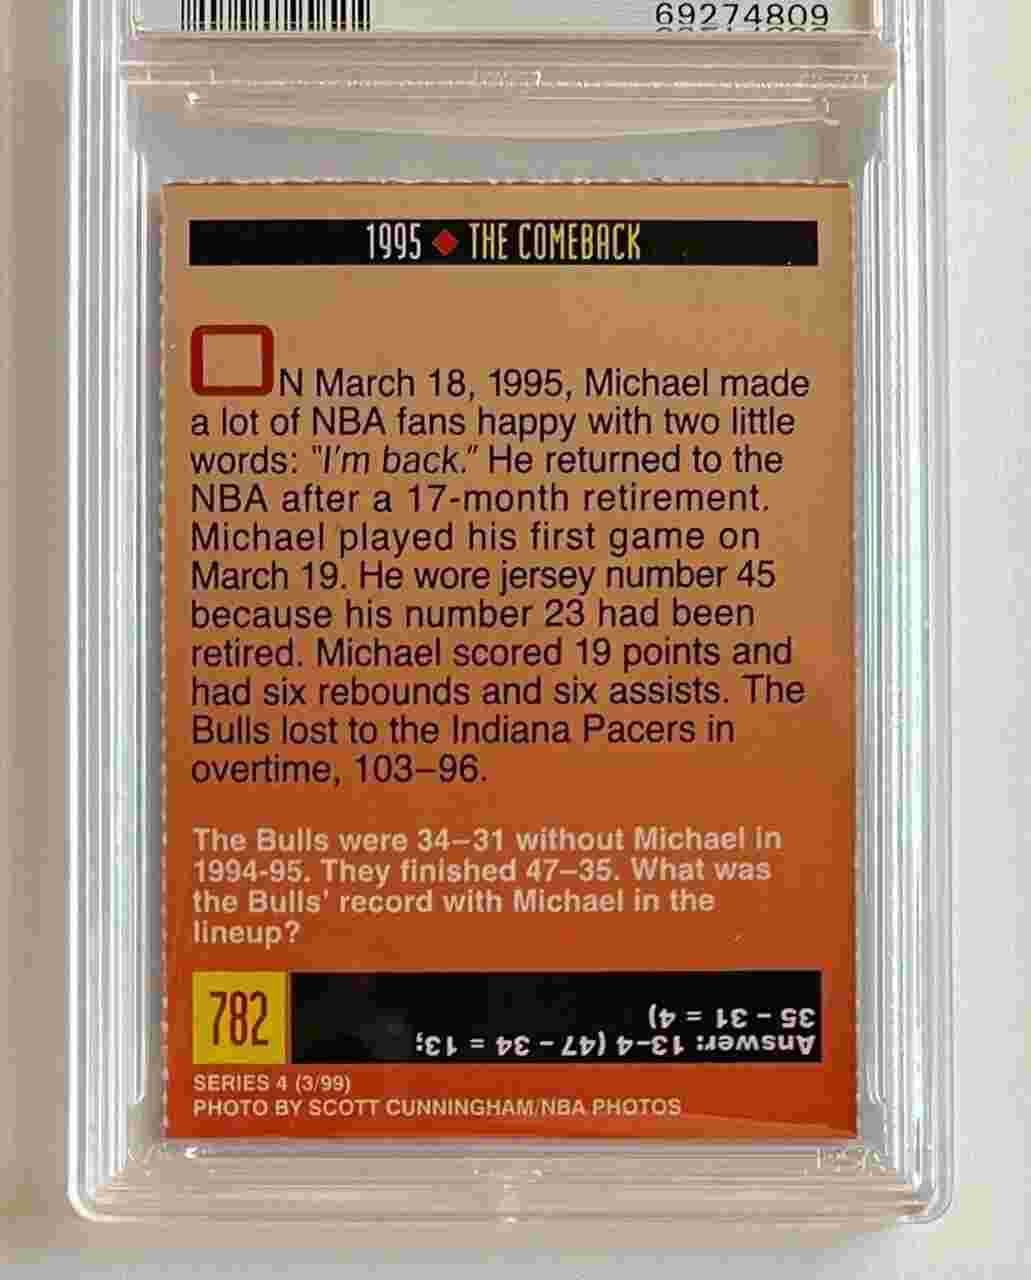 69274809
1995 ◆ THE COMEBACK
ON March 18, 1995, Michael made
a lot of NBA fans happy with two little
words: "I'm back." He returned to the
NBA after a 17-month retirement.
Michael played his first game on
March 19. He wore jersey number 45
because his number 23 had been
retired. Michael scored 19 points and
had six rebounds and six assists. The
Bulls lost to the Indiana Pacers in
overtime, 103–96.
The Bulls were 34–31 without Michael in
1994-95. They finished 47–35. What was
the Bulls' record with Michael in the
lineup?
782
Answer: 13-4 (47 - 34 = 13;
35 - 31 = 4)
SERIES 4 (3/99)
PHOTO BY SCOTT CUNNINGHAM/NBA PHOTOS
PSA